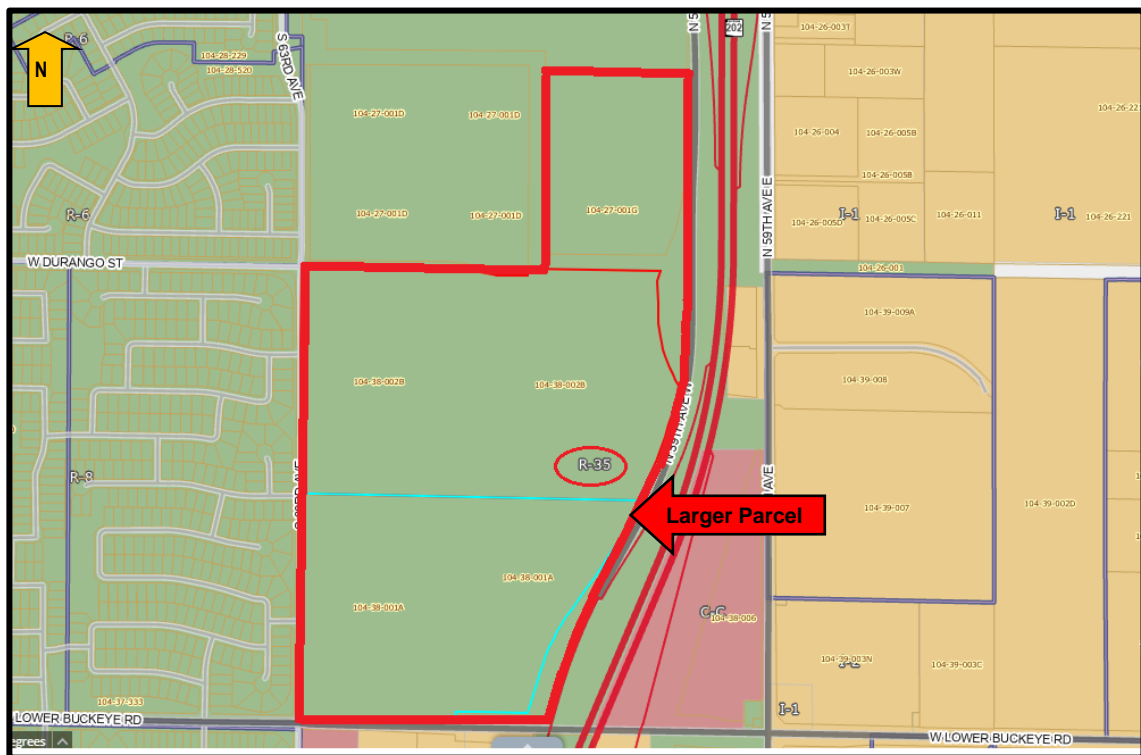 N
R-6
104-28-229
104-28-520
S 63RD AVE
202
104-26-003T
104-26-003W
104-26-221
104-27-001D
104-27-001D
104-26-004
104-26-005B
104-26-005B
R-6
104-27-001D
104-27-001D
104-27-001G
N 59TH AVE E
104-26-005D
104-26-005C
104-26-011
I-1
I-1
104-26-221
W DURANGO ST
104-26-001
104-39-009A
104-38-002B
104-38-002B
N 59TH AVE W
104-39-008
R-35
R-8
S 63RD AVE
Larger Parcel
104-39-007
104-39-002D
104-38-001A
104-38-001A
C-C
104-38-006
104-39-003N
104-39-003C
104-37-333
I-1
LOWER BUCKEYE RD
W LOWER BUCKEYE RD
egrees